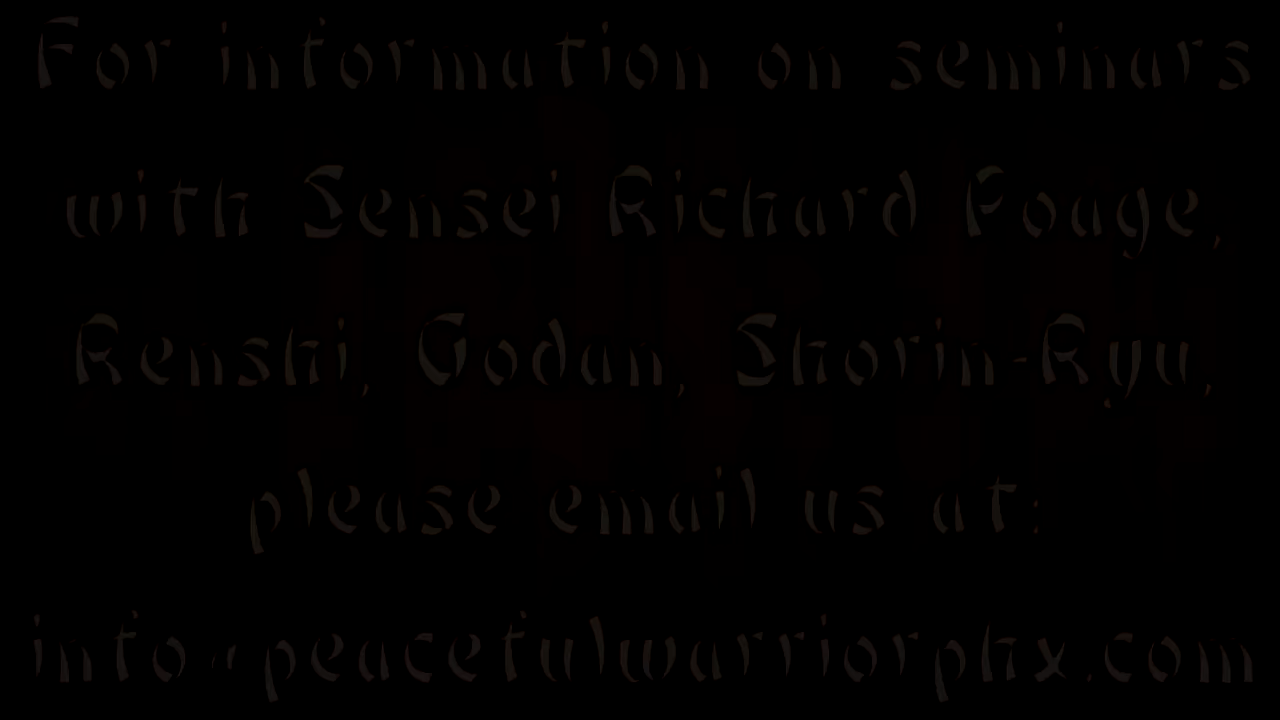 For information on seminars
with Sensei Richard Poage,
Renshi, Godan, Shorin-Ryu,
please email us at:
info@peacefulwarriorphx.com